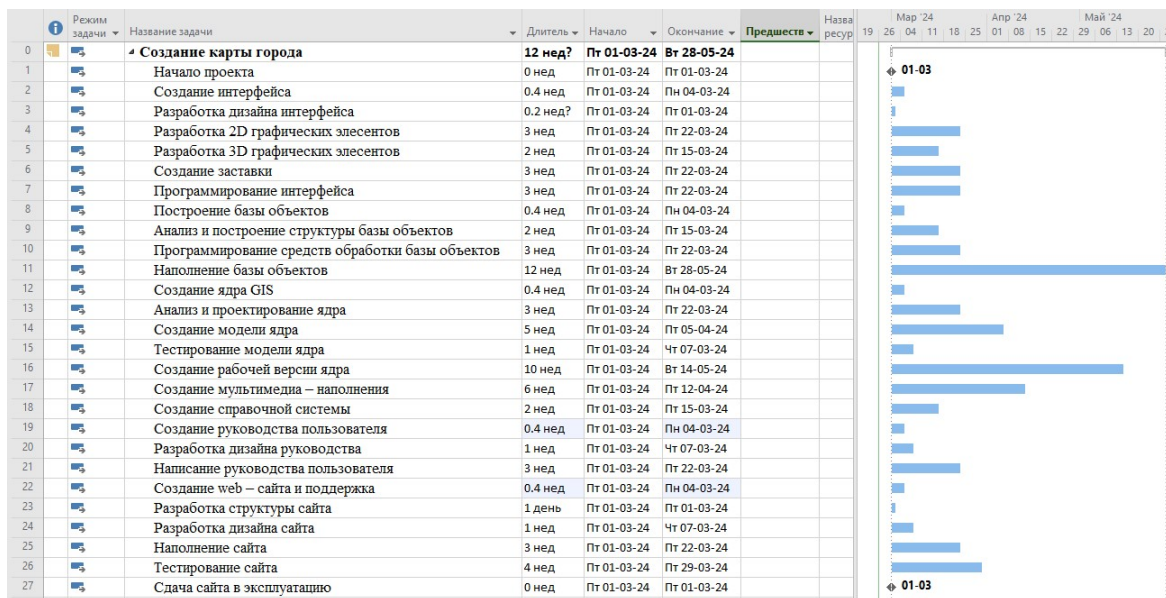 Режим задачи Название задачи Длитель Начало Окончание Предшеств Назва ресур
Мар '24 Апр '24 Май '24
19 26 04 11 18 25 01 08 15 22 29 06 13 20
0 Создание карты города 12 нед? Пт 01-03-24 Вт 28-05-24
1 Начало проекта 0 нед Пт 01-03-24 Пт 01-03-24 01-03
2 Создание интерфейса 0.4 нед Пт 01-03-24 Пн 04-03-24
3 Разработка дизайна интерфейса 0.2 нед? Пт 01-03-24 Пт 01-03-24
4 Разработка 2D графических элесентов 3 нед Пт 01-03-24 Пт 22-03-24
5 Разработка 3D графических элесентов 2 нед Пт 01-03-24 Пт 15-03-24
6 Создание заставки 3 нед Пт 01-03-24 Пт 22-03-24
7 Программирование интерфейса 3 нед Пт 01-03-24 Пт 22-03-24
8 Построение базы объектов 0.4 нед Пт 01-03-24 Пн 04-03-24
9 Анализ и построение структуры базы объектов 2 нед Пт 01-03-24 Пт 15-03-24
10 Программирование средств обработки базы объектов 3 нед Пт 01-03-24 Пт 22-03-24
11 Наполнение базы объектов 12 нед Пт 01-03-24 Вт 28-05-24
12 Создание ядра GIS 0.4 нед Пт 01-03-24 Пн 04-03-24
13 Анализ и проектирование ядра 3 нед Пт 01-03-24 Пт 22-03-24
14 Создание модели ядра 5 нед Пт 01-03-24 Пт 05-04-24
15 Тестирование модели ядра 1 нед Пт 01-03-24 Чт 07-03-24
16 Создание рабочей версии ядра 10 нед Пт 01-03-24 Вт 14-05-24
17 Создание мультимедиа – наполнения 6 нед Пт 01-03-24 Пт 12-04-24
18 Создание справочной системы 2 нед Пт 01-03-24 Пт 15-03-24
19 Создание руководства пользователя 0.4 нед Пт 01-03-24 Пн 04-03-24
20 Разработка дизайна руководства 1 нед Пт 01-03-24 Чт 07-03-24
21 Написание руководства пользователя 3 нед Пт 01-03-24 Пт 22-03-24
22 Создание web – сайта и поддержка 0.4 нед Пт 01-03-24 Пн 04-03-24
23 Разработка структуры сайта 1 день Пт 01-03-24 Пт 01-03-24
24 Разработка дизайна сайта 1 нед Пт 01-03-24 Чт 07-03-24
25 Наполнение сайта 3 нед Пт 01-03-24 Пт 22-03-24
26 Тестирование сайта 4 нед Пт 01-03-24 Пт 29-03-24
27 Сдача сайта в эксплуатацию 0 нед Пт 01-03-24 Пт 01-03-24 01-03